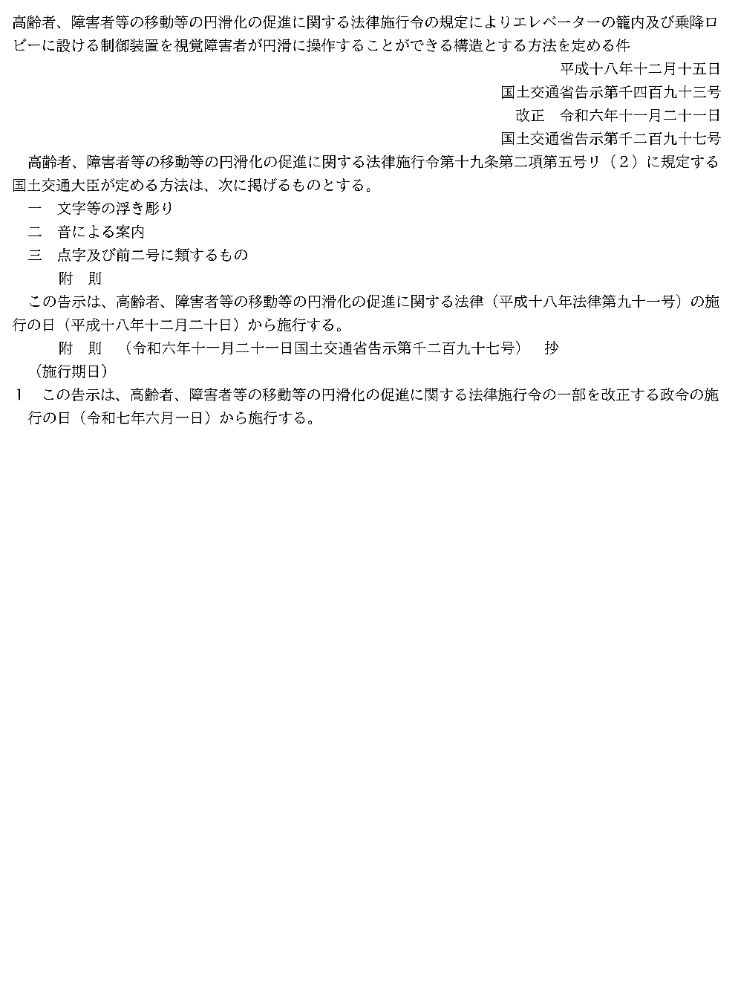 高齢者、障害者等の移動等の円滑化の促進に関する法律施行令の規定によりエレベーターの籠内及び乗降ロ
ビーに設ける制御装置を視覚障害者が円滑に操作することができる構造とする方法を定める件
平成十八年十二月十五日
国土交通省告示第千四百九十三号
改正　令和六年十一月二十一日
国土交通省告示第千二百九十七号
　高齢者、障害者等の移動等の円滑化の促進に関する法律施行令第十九条第二項第五号リ（２）に規定する
国土交通大臣が定める方法は、次に掲げるものとする。
　一　文字等の浮き彫り
　二　音による案内
　三　点字及び前二号に類するもの
　　　附　則
　この告示は、高齢者、障害者等の移動等の円滑化の促進に関する法律（平成十八年法律第九十一号）の施
行の日（平成十八年十二月二十日）から施行する。
　　　附　則　（令和六年十一月二十一日国土交通省告示第千二百九十七号）　抄
　（施行期日）
１　この告示は、高齢者、障害者等の移動等の円滑化の促進に関する法律施行令の一部を改正する政令の施
　行の日（令和七年六月一日）から施行する。